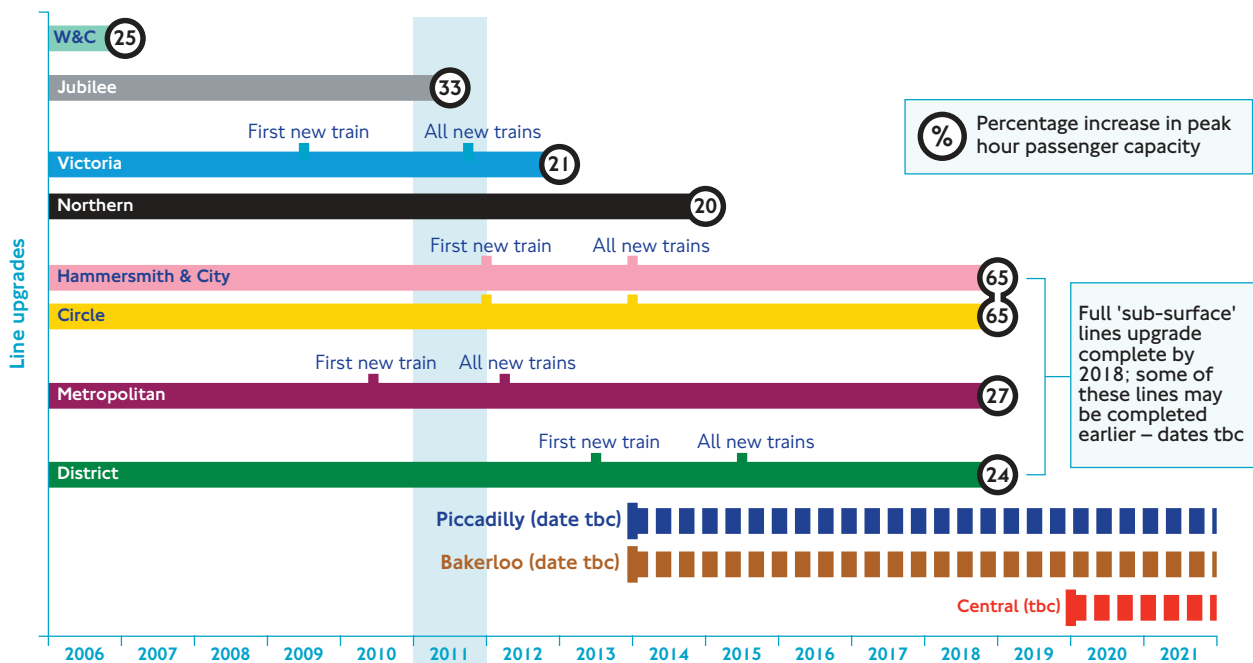 W&C
25
Jubilee
33
%
Percentage increase in peak
hour passenger capacity
First new train
All new trains
Victoria
21
Northern
20
First new train
All new trains
Hammersmith & City
65
Circle
65
Full 'sub-surface'
lines upgrade
complete by
2018; some of
these lines may
be completed
earlier – dates tbc
First new train
All new trains
Metropolitan
27
First new train
All new trains
District
24
Piccadilly (date tbc)
Bakerloo (date tbc)
Central (tbc)
Line upgrades
2006 2007 2008 2009 2010 2011 2012 2013 2014 2015 2016 2017 2018 2019 2020 2021